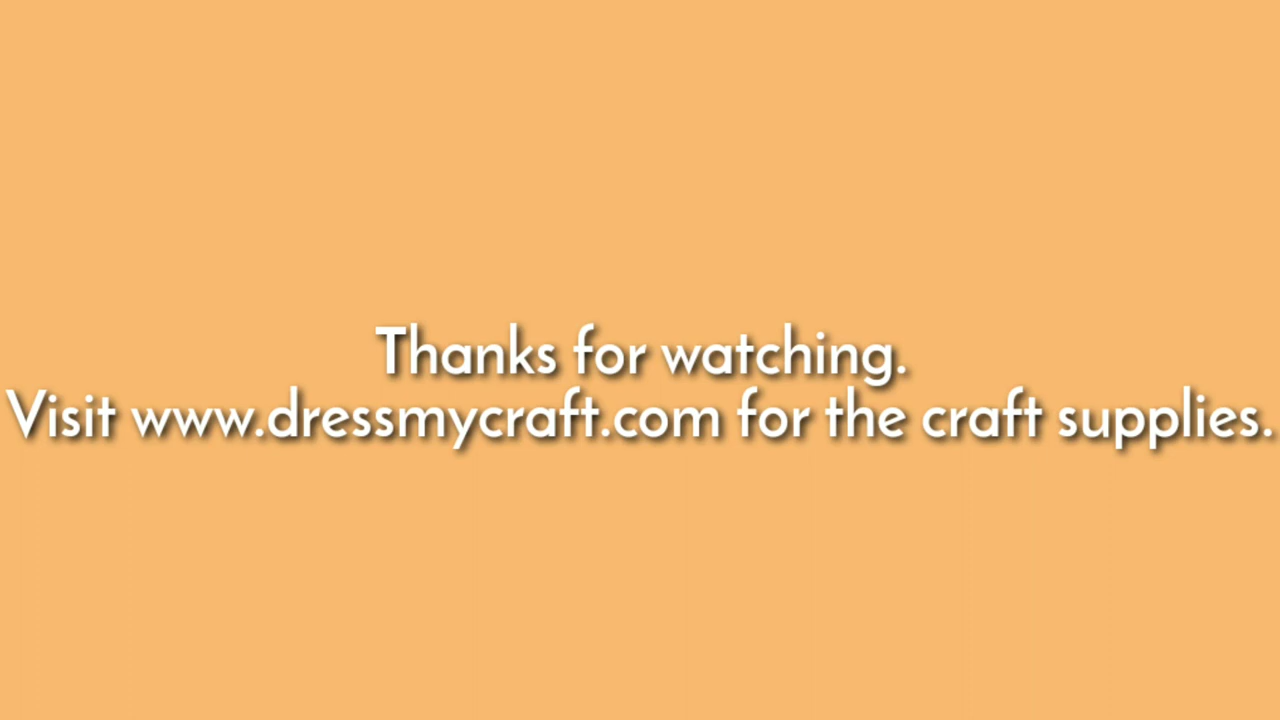 Thanks for watching.
Visit www.dressmycraft.com for the craft supplies.